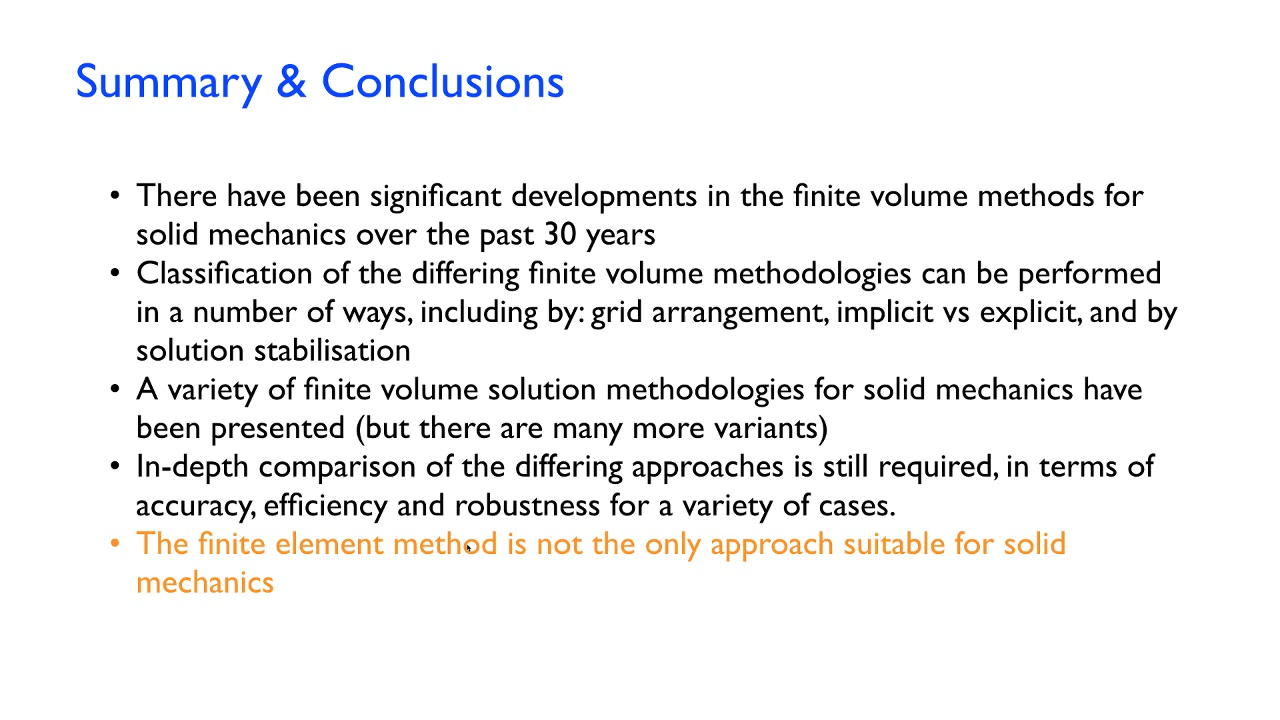 Summary & Conclusions
• There have been significant developments in the finite volume methods for
solid mechanics over the past 30 years
• Classification of the differing finite volume methodologies can be performed
in a number of ways, including by: grid arrangement, implicit vs explicit, and by
solution stabilisation
• A variety of finite volume solution methodologies for solid mechanics have
been presented (but there are many more variants)
• In-depth comparison of the differing approaches is still required, in terms of
accuracy, efficiency and robustness for a variety of cases.
• The finite element method is not the only approach suitable for solid
mechanics